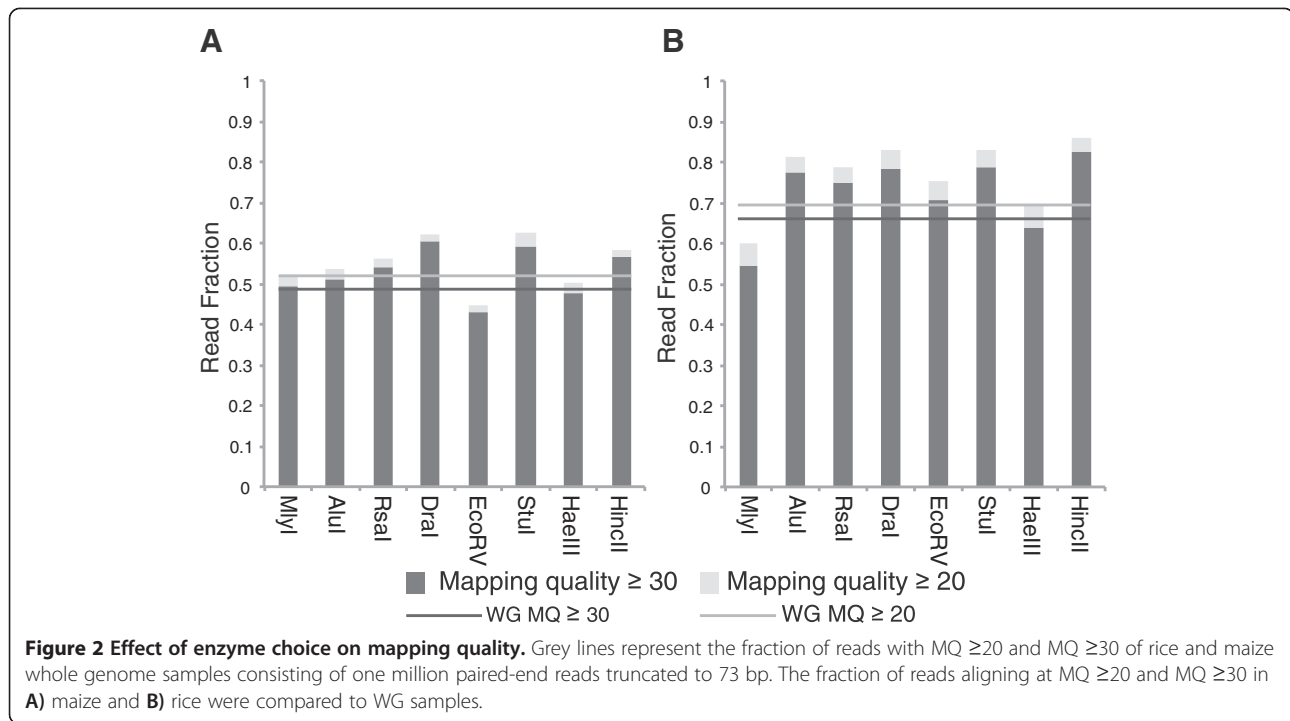 A
B
1
0.9
0.8
0.7
0.6
0.5
0.4
0.3
0.2
0.1
0
Read Fraction
MlyI
AluI
RsaI
DraI
EcoRV
StuI
HaeIII
HincII
1
0.9
0.8
0.7
0.6
0.5
0.4
0.3
0.2
0.1
0
Read Fraction
MlyI
AluI
RsaI
DraI
EcoRV
StuI
HaeIII
HincII
Mapping quality ≥ 30 Mapping quality ≥ 20
WG MQ ≥ 30 WG MQ ≥ 20
Figure 2 Effect of enzyme choice on mapping quality. Grey lines represent the fraction of reads with MQ ≥20 and MQ ≥30 of rice and maize
whole genome samples consisting of one million paired-end reads truncated to 73 bp. The fraction of reads aligning at MQ ≥20 and MQ ≥30 in
A) maize and B) rice were compared to WG samples.